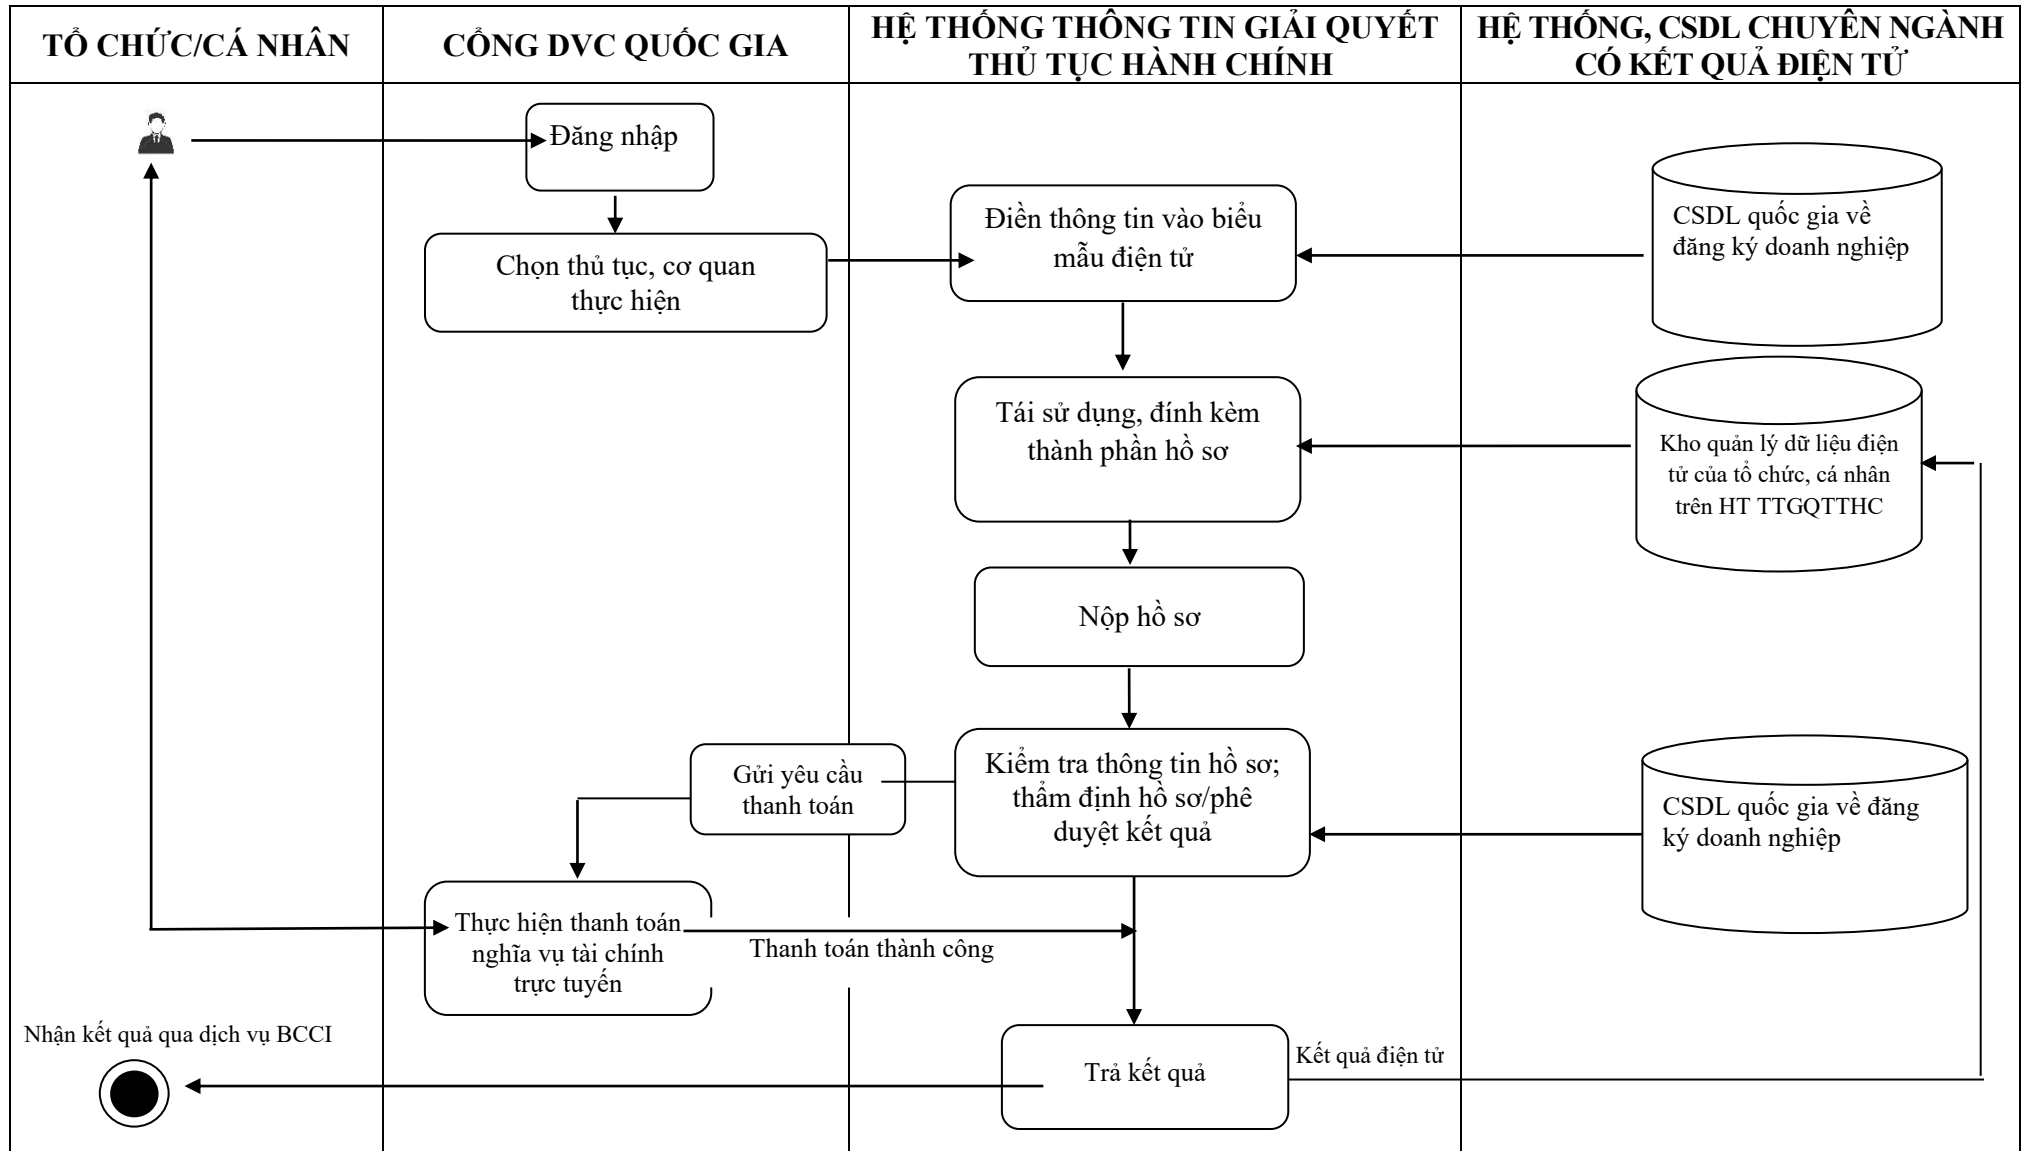 TỔ CHỨC/CÁ NHÂN
CỔNG DVC QUỐC GIA
HỆ THỐNG THÔNG TIN GIẢI QUYẾT
THỦ TỤC HÀNH CHÍNH
HỆ THỐNG, CSDL CHUYÊN NGÀNH
CÓ KẾT QUẢ ĐIỆN TỬ
Đăng nhập
Chọn thủ tục, cơ quan
thực hiện
Điền thông tin vào biểu
mẫu điện tử
CSDL quốc gia về
đăng ký doanh nghiệp
Tái sử dụng, đính kèm
thành phần hồ sơ
Kho quản lý dữ liệu điện
tử của tổ chức, cá nhân
trên HT TTGQTTHC
Nộp hồ sơ
Gửi yêu cầu
thanh toán
Kiểm tra thông tin hồ sơ;
thẩm định hồ sơ/phê
duyệt kết quả
CSDL quốc gia về đăng
ký doanh nghiệp
Thực hiện thanh toán
nghĩa vụ tài chính
trực tuyến
Thanh toán thành công
Nhận kết quả qua dịch vụ BCCI
Trả kết quả
Kết quả điện tử